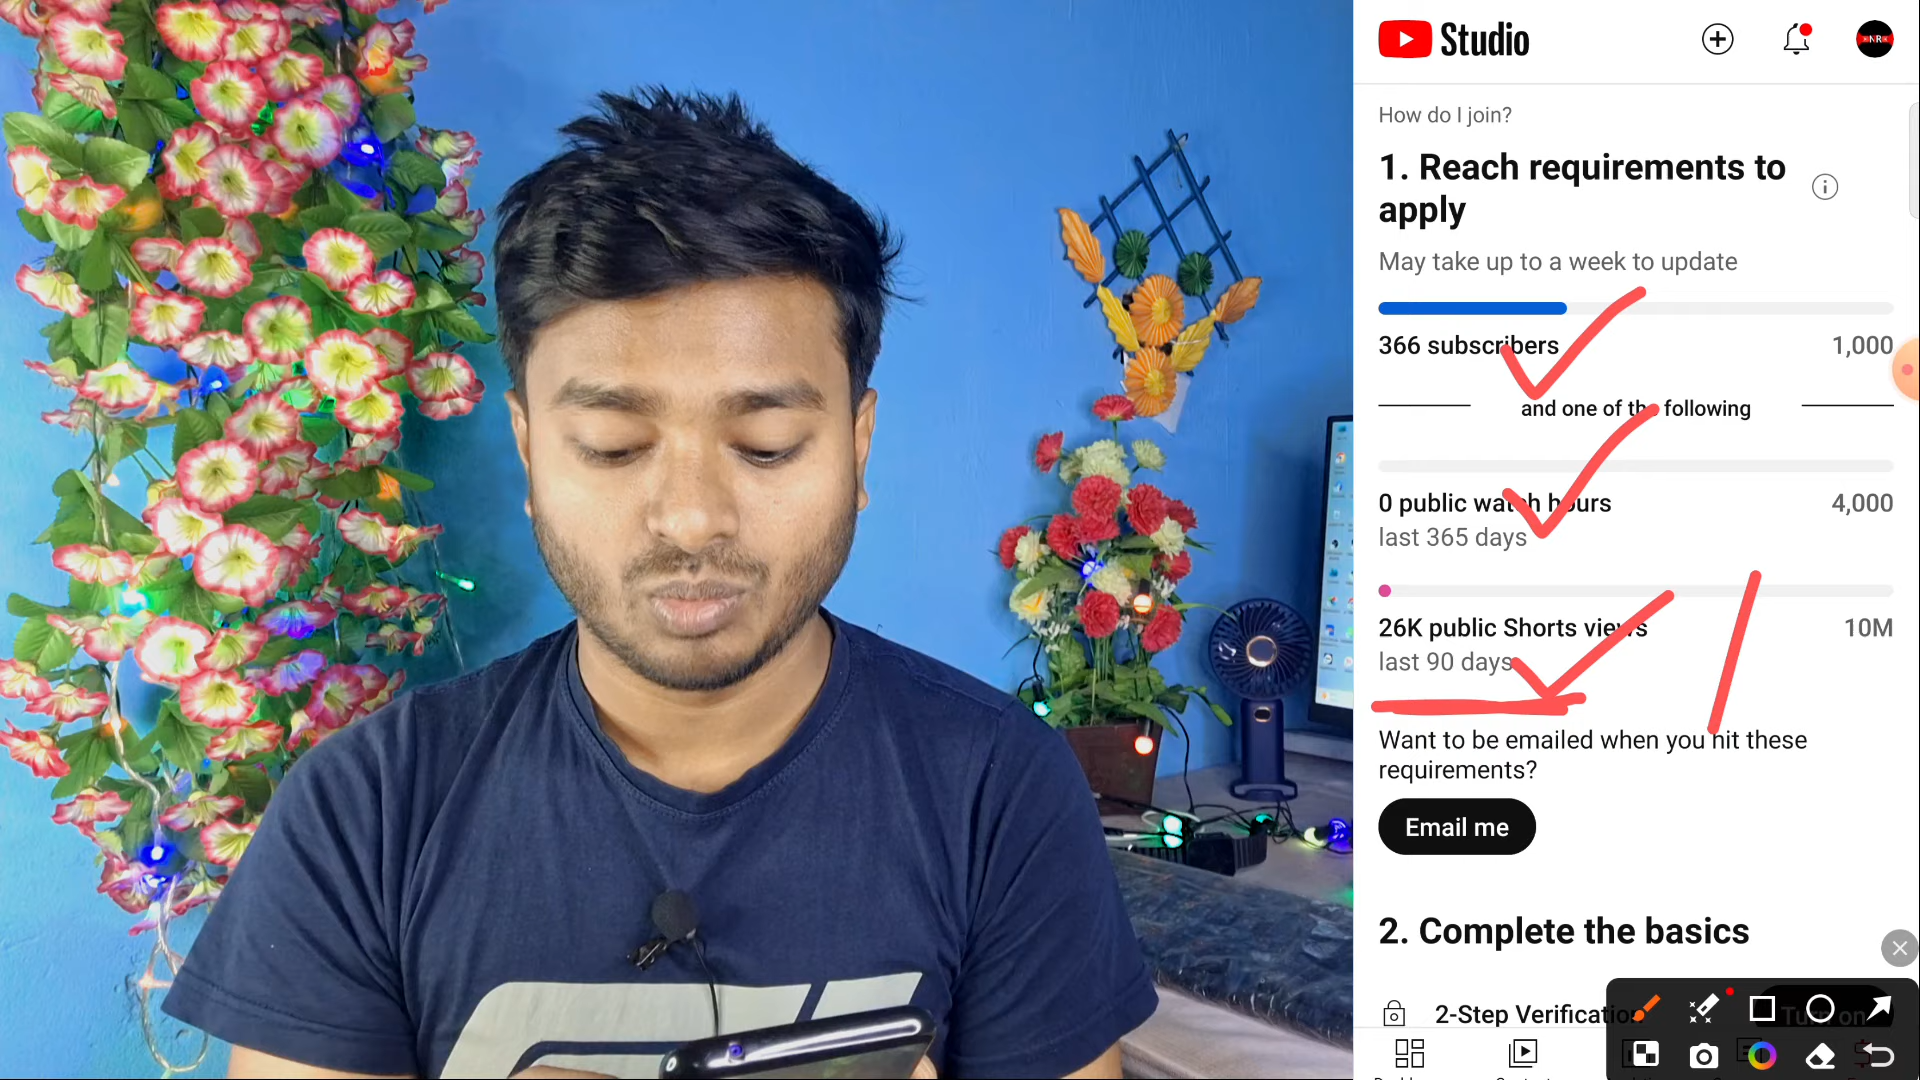 Studio
NR
How do I join?
1. Reach requirements to
apply
May take up to a week to update
366 subscribers 1,000
and one of the following
0 public watch hours 4,000
last 365 days
26K public Shorts views 10M
last 90 days
Want to be emailed when you hit these
requirements?
Email me
2. Complete the basics
2-Step Verification Turn on